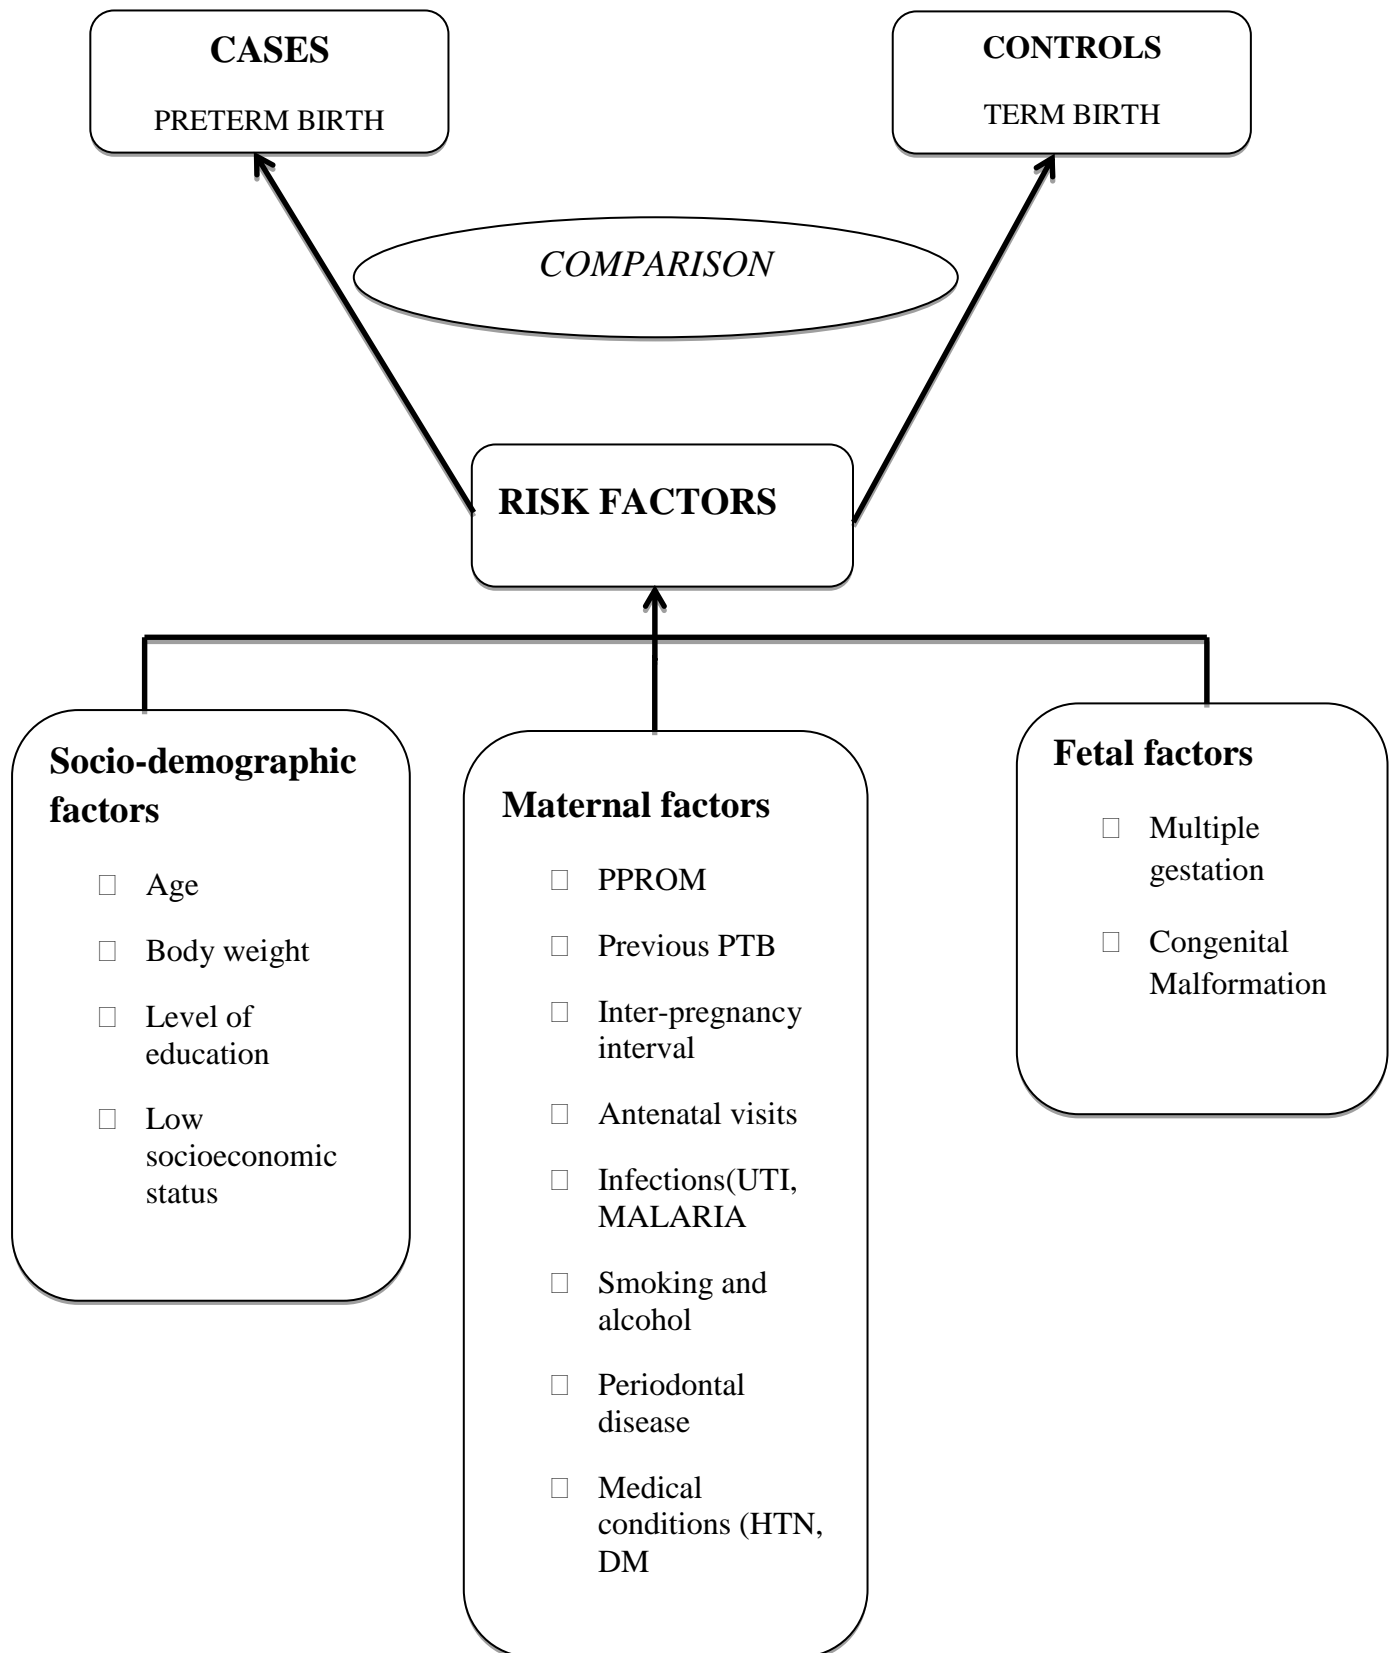 CASES
PRETERM BIRTH
CONTROLS
TERM BIRTH
COMPARISON
RISK FACTORS
Socio-demographic
factors
Age
Body weight
Level of
education
Low
socioeconomic
status
Maternal factors
PPROM
Previous PTB
Inter-pregnancy
interval
Antenatal visits
Infections(UTI,
MALARIA
Smoking and
alcohol
Periodontal
disease
Medical
conditions (HTN,
DM
Fetal factors
Multiple
gestation
Congenital
Malformation